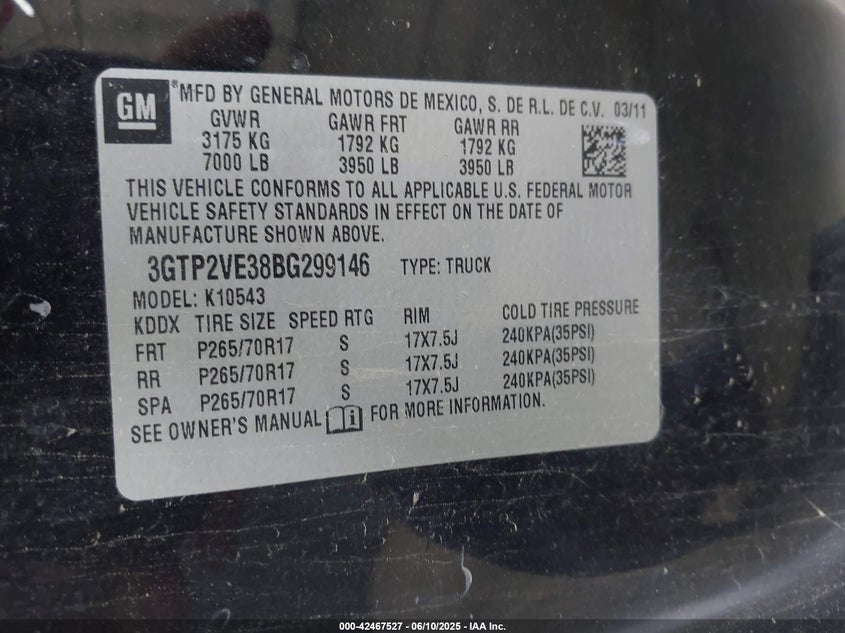 GM
®MFD BY GENERAL MOTORS DE MEXICO, S. DE R.L. DE C.V. 03/11
GVWR GAWR FRT GAWR RR
3175 KG 1792 KG 1792 KG
7000 LB 3950 LB 3950 LB
THIS VEHICLE CONFORMS TO ALL APPLICABLE U.S. FEDERAL MOTOR
VEHICLE SAFETY STANDARDS IN EFFECT ON THE DATE OF
MANUFACTURE SHOWN ABOVE.
3GTP2VE38BG299146 TYPE: TRUCK
MODEL: K10543
KDDX TIRE SIZE SPEED RTG RIM COLD TIRE PRESSURE
FRT P265/70R17 S 17X7.5J 240KPA(35PSI)
RR P265/70R17 S 17X7.5J 240KPA(35PSI)
SPA P265/70R17 S 17X7.5J 240KPA(35PSI)
SEE OWNER'S MANUAL FOR MORE INFORMATION.
000-42467527 - 06/10/2025 - IAA Inc.